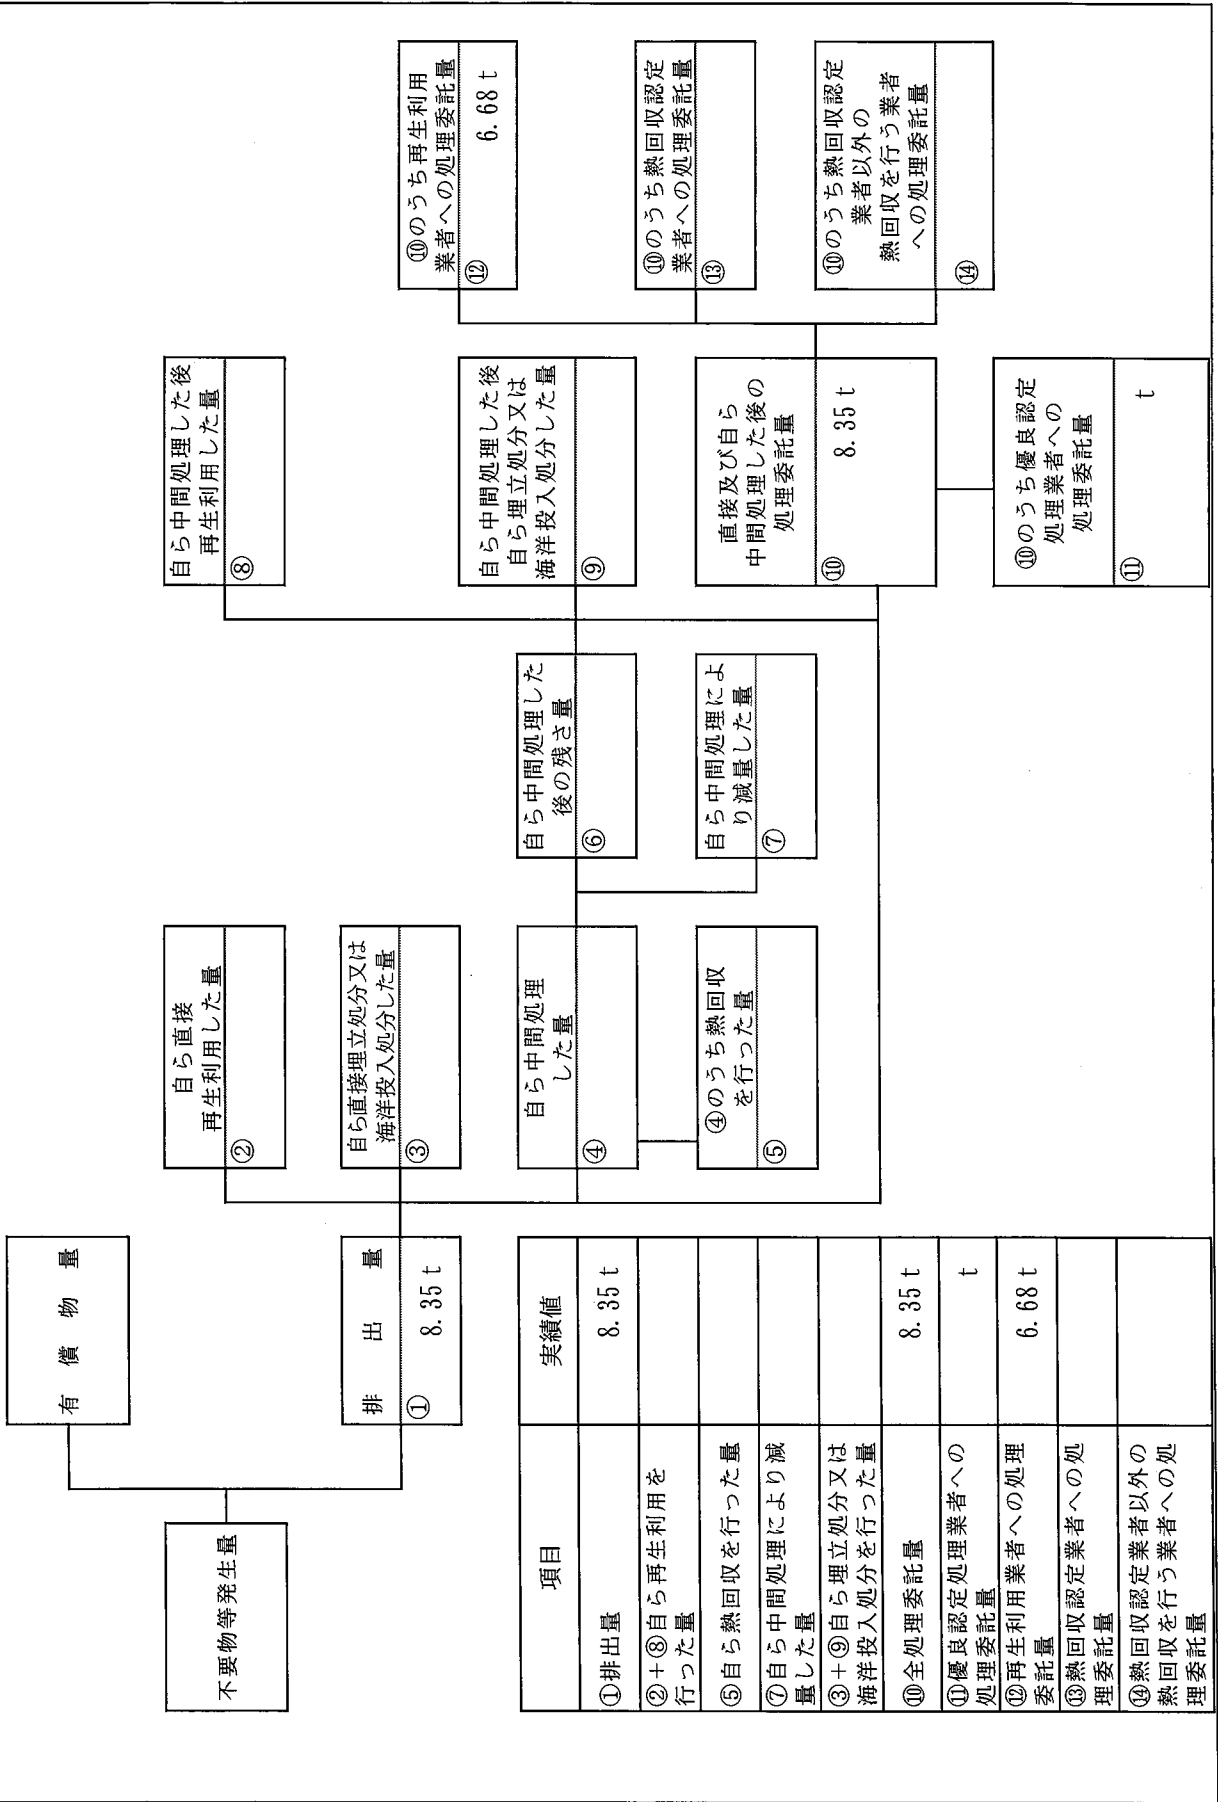 不要物等発生量
有償物量
排出量
① 8.35 t
自ら直接
再生利用した量
②
自ら直接埋立処分又は
海洋投入処分した量
③
自ら中間処理
した量
④
④のうち熱回収
を行った量
⑤
自ら中間処理した
後の残さ量
⑥
自ら中間処理によ
り減量した量
⑦
自ら中間処理した後
再生利用した量
⑧
自ら中間処理した後
自ら埋立処分又は
海洋投入処分した量
⑨
直接及び自ら
中間処理した後の
処理委託量
⑩ 8.35 t
⑩のうち優良認定
処理業者への
処理委託量
⑪ t
⑩のうち再生利用
業者への処理委託量
⑫ 6.68 t
⑩のうち熱回収認定
業者への処理委託量
⑬
⑩のうち熱回収認定
業者以外の
熱回収を行う業者
への処理委託量
⑭
項目 実績値
①排出量 8.35 t
②+⑧自ら再生利用を
行った量
⑤自ら熱回収を行った量
⑦自ら中間処理により減
量した量
③+⑨自ら埋立処分又は
海洋投入処分を行った量
⑩全処理委託量 8.35 t
⑪優良認定処理業者への
処理委託量 t
⑫再生利用業者への処理
委託量 6.68 t
⑬熱回収認定業者への処
理委託量
⑭熱回収認定業者以外の
熱回収を行う業者への処
理委託量